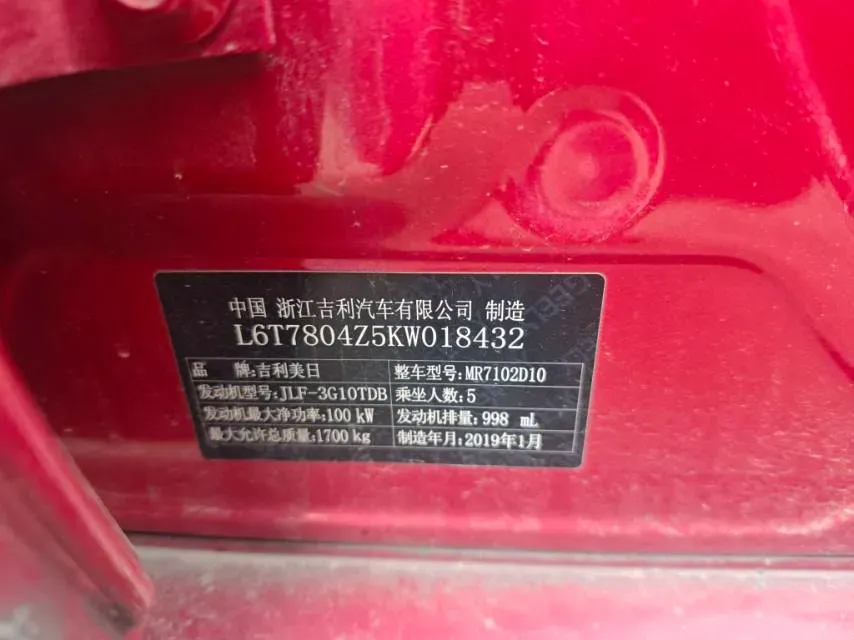 中国 浙江吉利汽车有限公司 制造
L6T7804Z5KW018432
品 牌:吉利美日 整车型号:MR7102D10
发动机型号:JLF-3G10TDB 乘坐人数:5
发动机最大净功率:100 kW 发动机排量:998 mL
最大允许总质量:1700 kg 制造年月:2019年1月